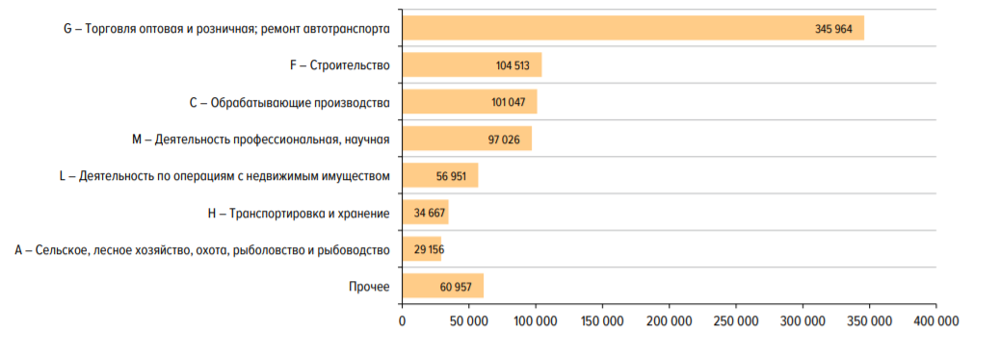 G – Торговля оптовая и розничная; ремонт автотранспорта 345 964
F – Строительство 104 513
C – Обрабатывающие производства 101 047
M – Деятельность профессиональная, научная 97 026
L – Деятельность по операциям с недвижимым имуществом 56 951
H – Транспортировка и хранение 34 667
A – Сельское, лесное хозяйство, охота, рыболовство и рыбоводство 29 156
Прочее 60 957
0 50 000 100 000 150 000 200 000 250 000 300 000 350 000 400 000